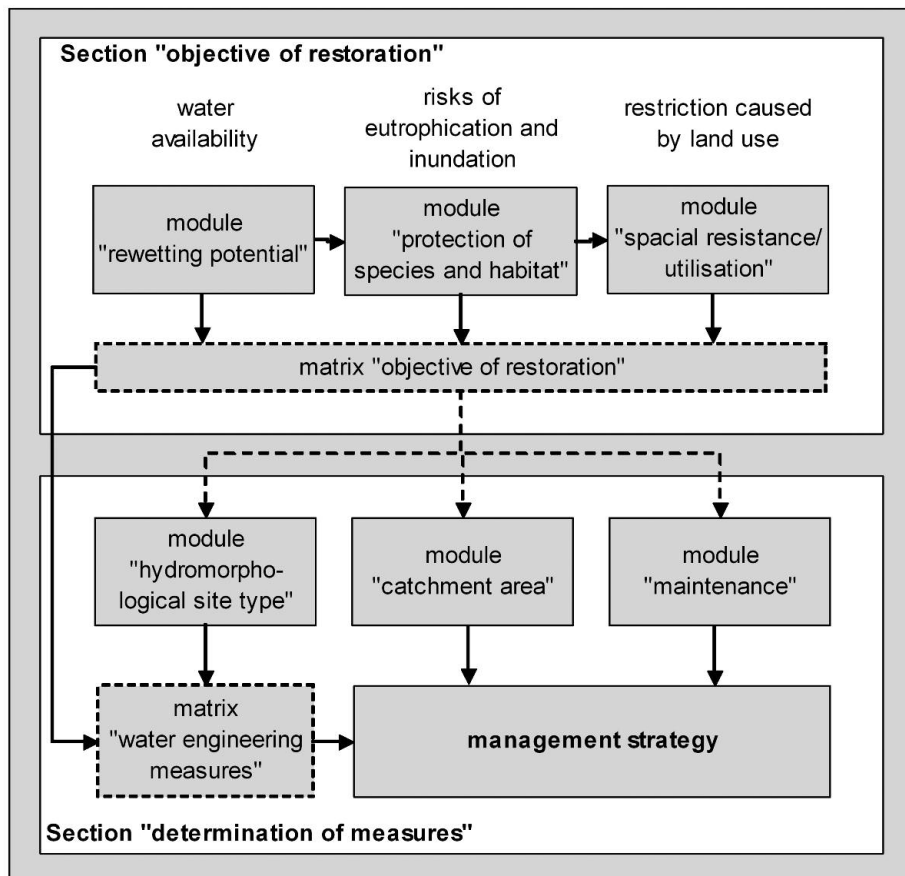 Section "objective of restoration"
water
availability
risks of
eutrophication and
inundation
restriction caused
by land use
module
"rewetting potential"
module
"protection of
species and habitat"
module
"spacial resistance/
utilisation"
matrix "objective of restoration"
module
"hydromorpho-
logical site type"
module
"catchment area"
module
"maintenance"
matrix
"water engineering
measures"
management strategy
Section "determination of measures"